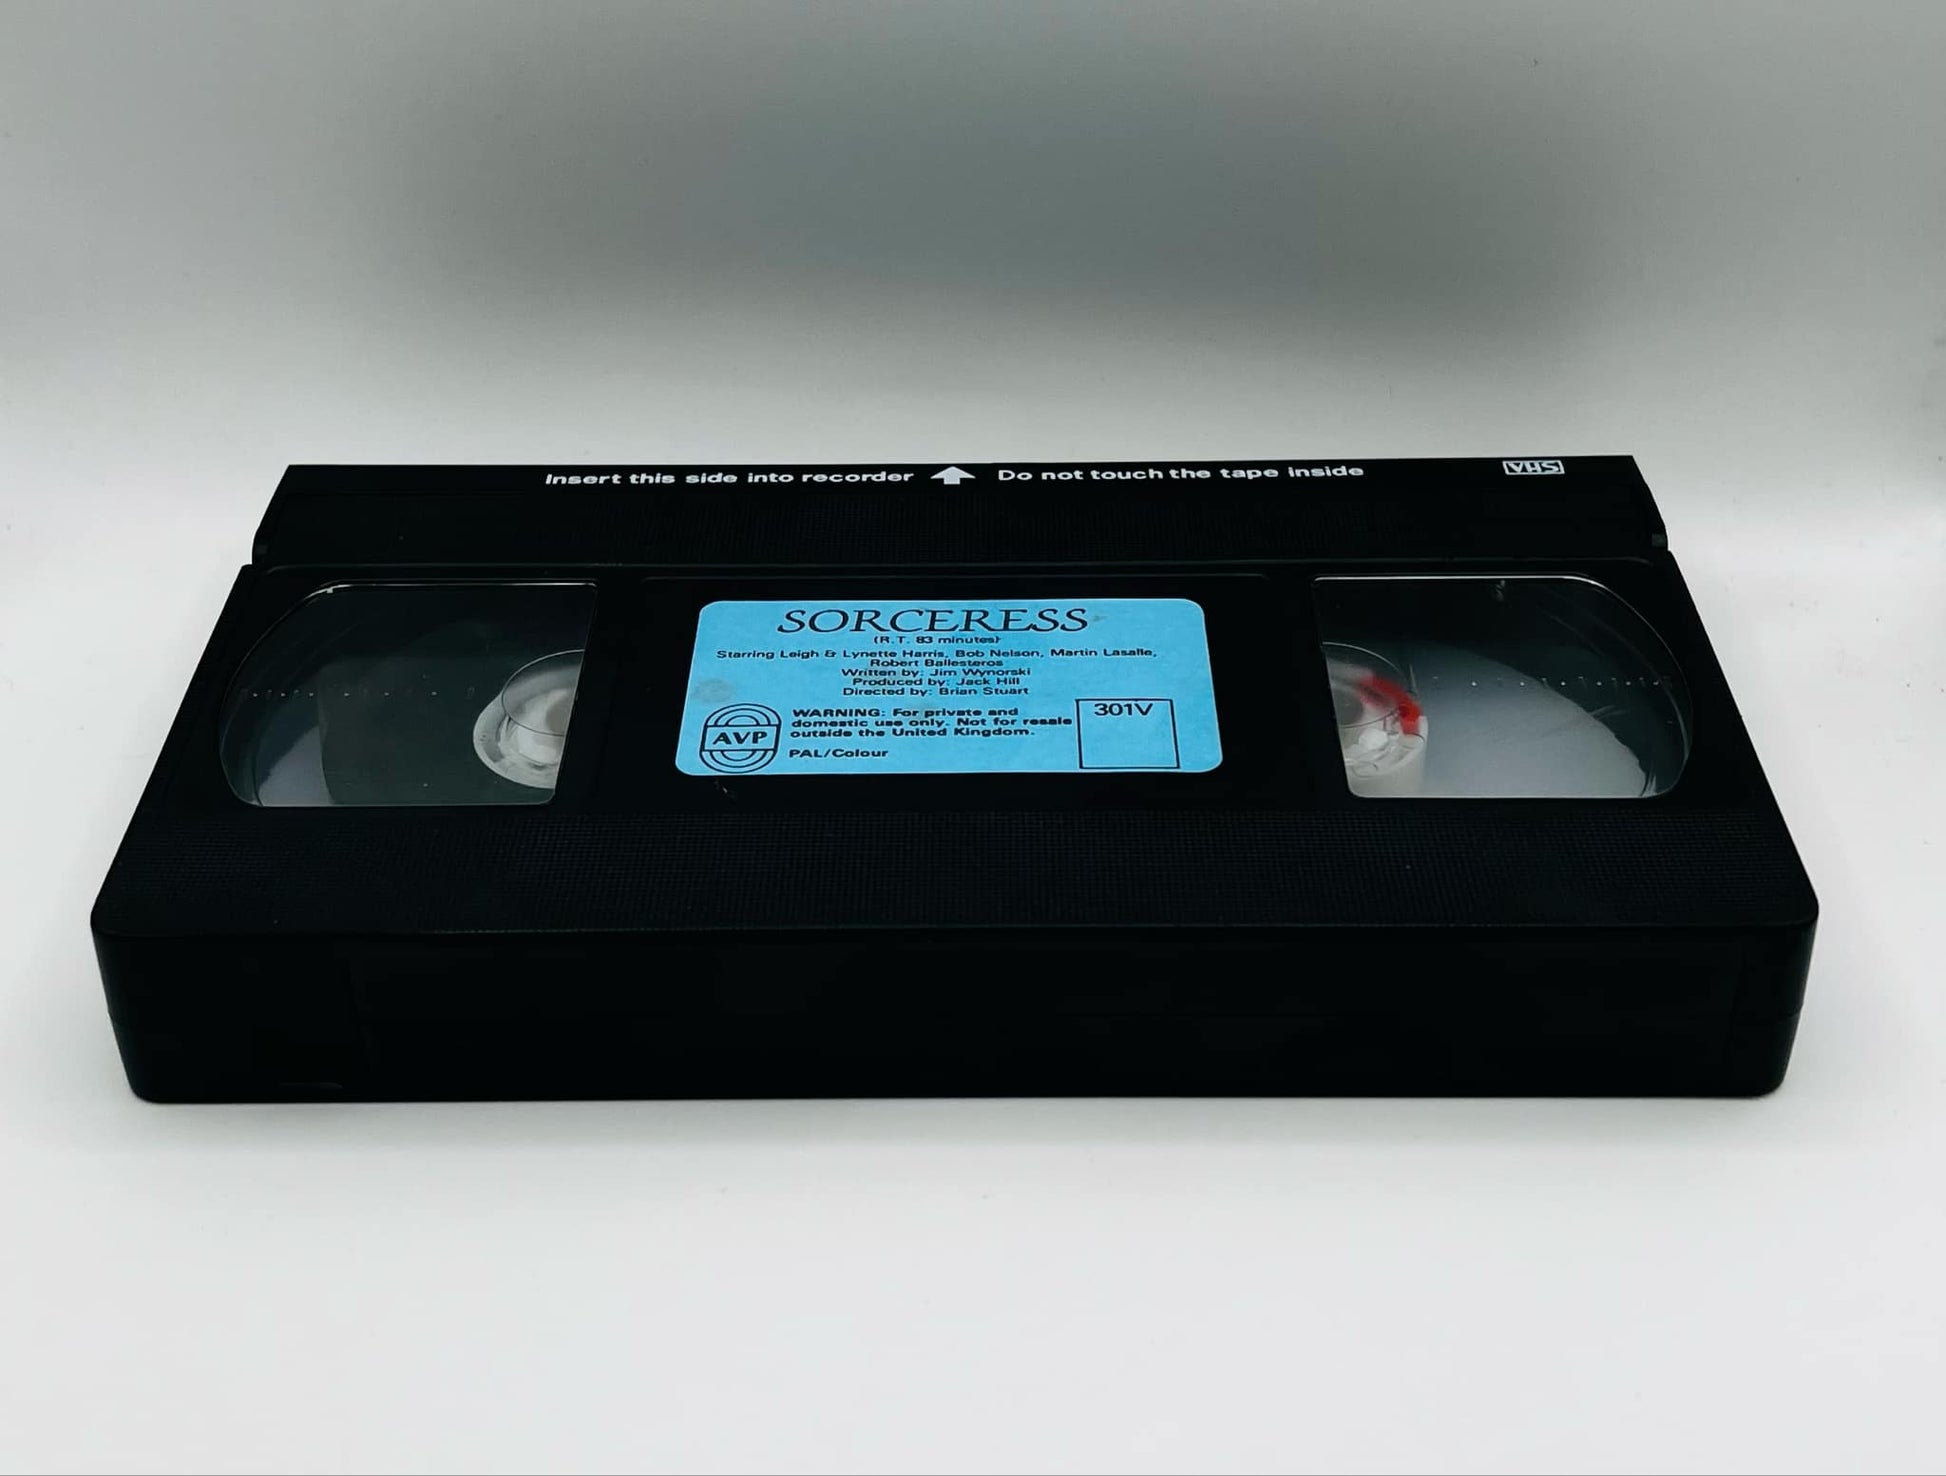 Insert this side into recorder Do not touch the tape inside VHS
SORCERESS
(R.T. 83 minutes)
Starring Leigh & Lynette Harris, Bob Nelson, Martin Lasalle,
Robert Ballesteros
Written by: Jim Wynorski
Produced by: Jack Hill
Directed by: Brian Stuart
WARNING: For private and
domestic use only. Not for resale
outside the United Kingdom.
PAL/Colour
AVP
301V